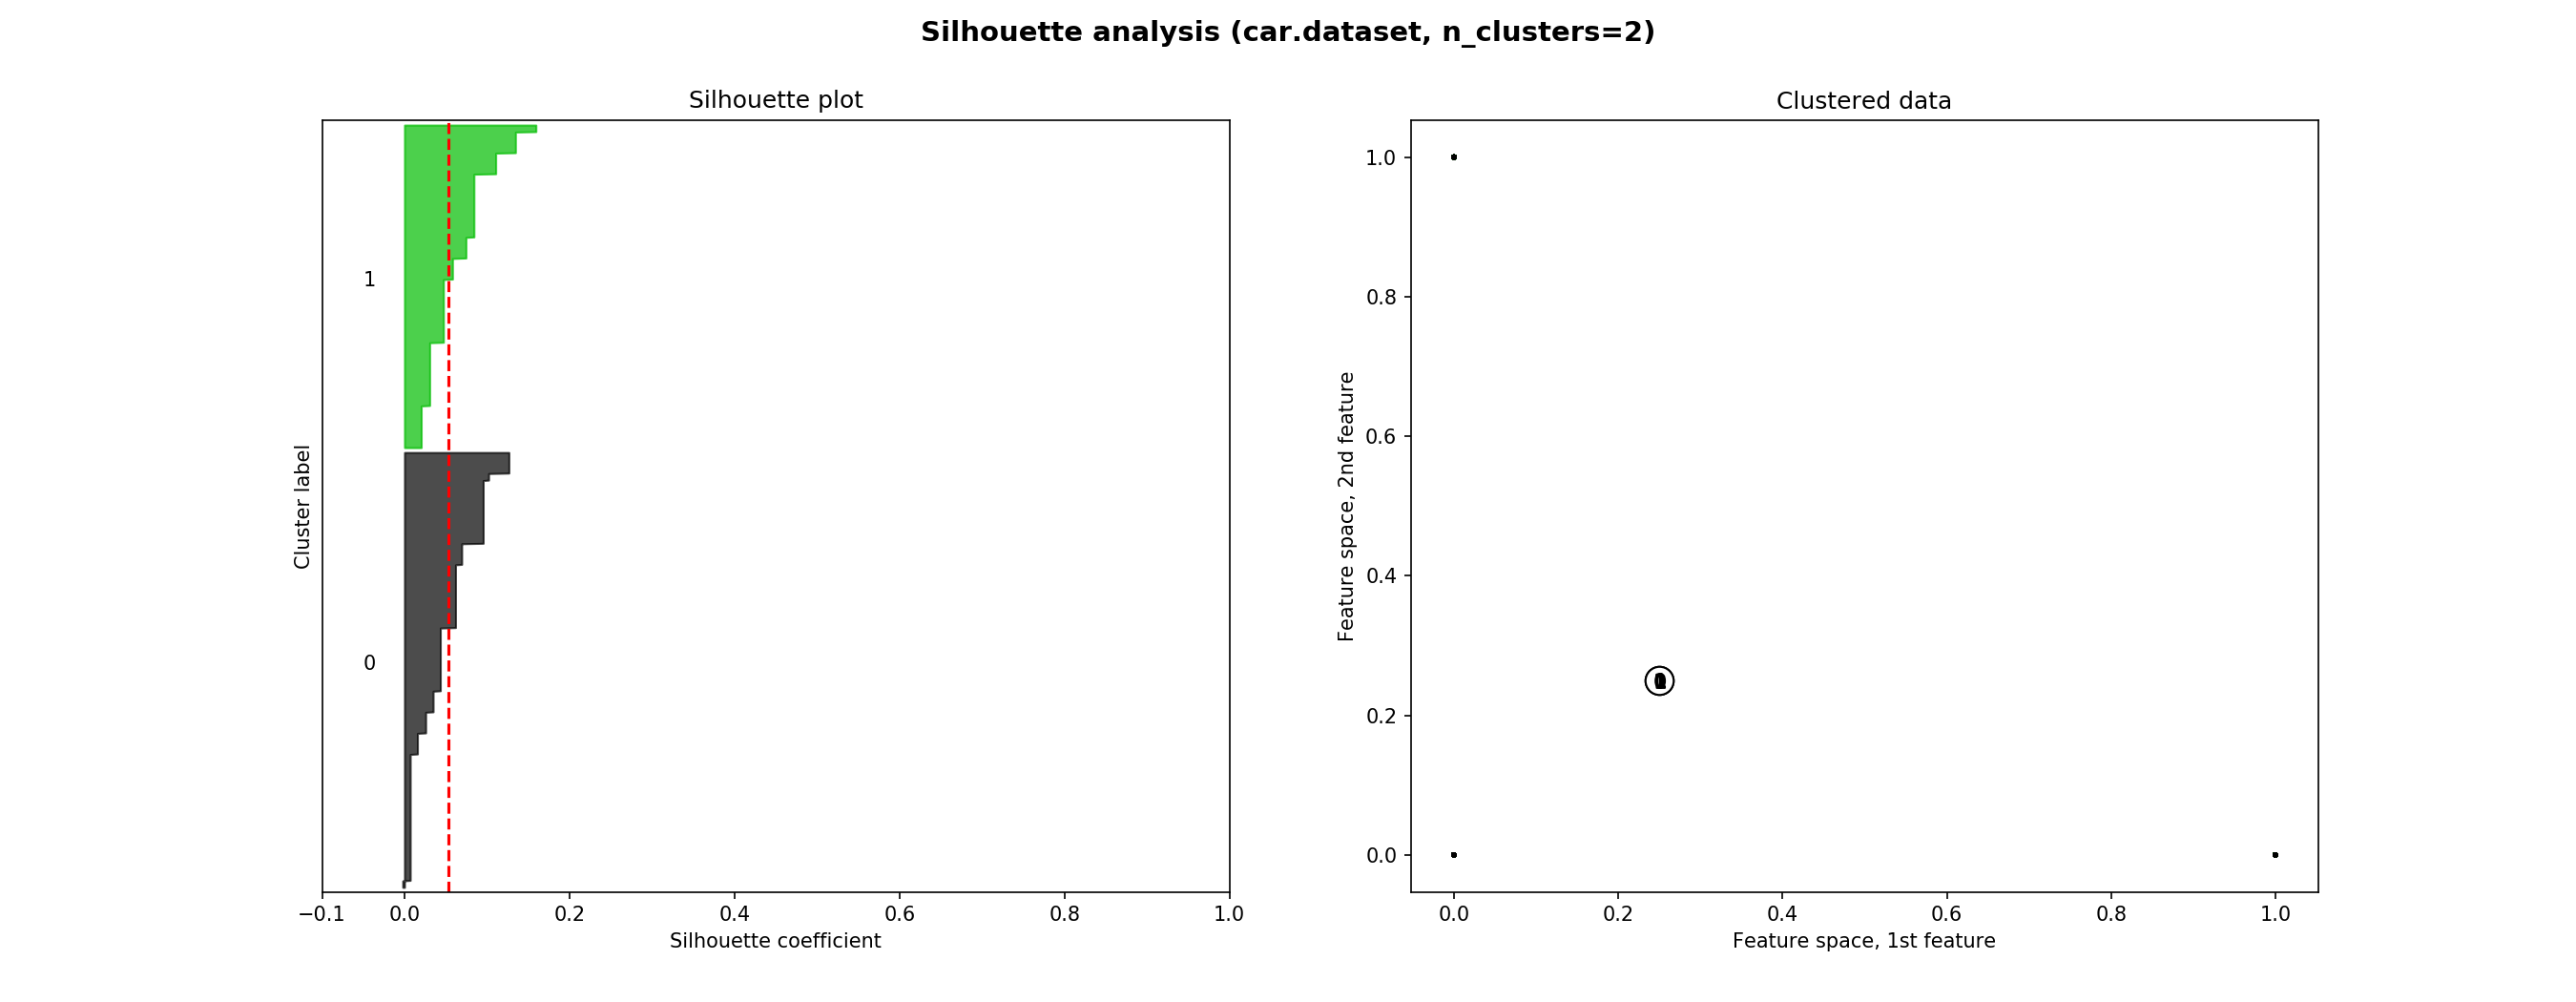 Silhouette analysis (car.dataset, n_clusters=2)
Silhouette plot
Cluster label
1
0
−0.1 0.0 0.2 0.4 0.6 0.8 1.0
Silhouette coefficient
Clustered data
Feature space, 2nd feature
1.0
0.8
0.6
0.4
0.2
0.0
0.0 0.2 0.4 0.6 0.8 1.0
Feature space, 1st feature